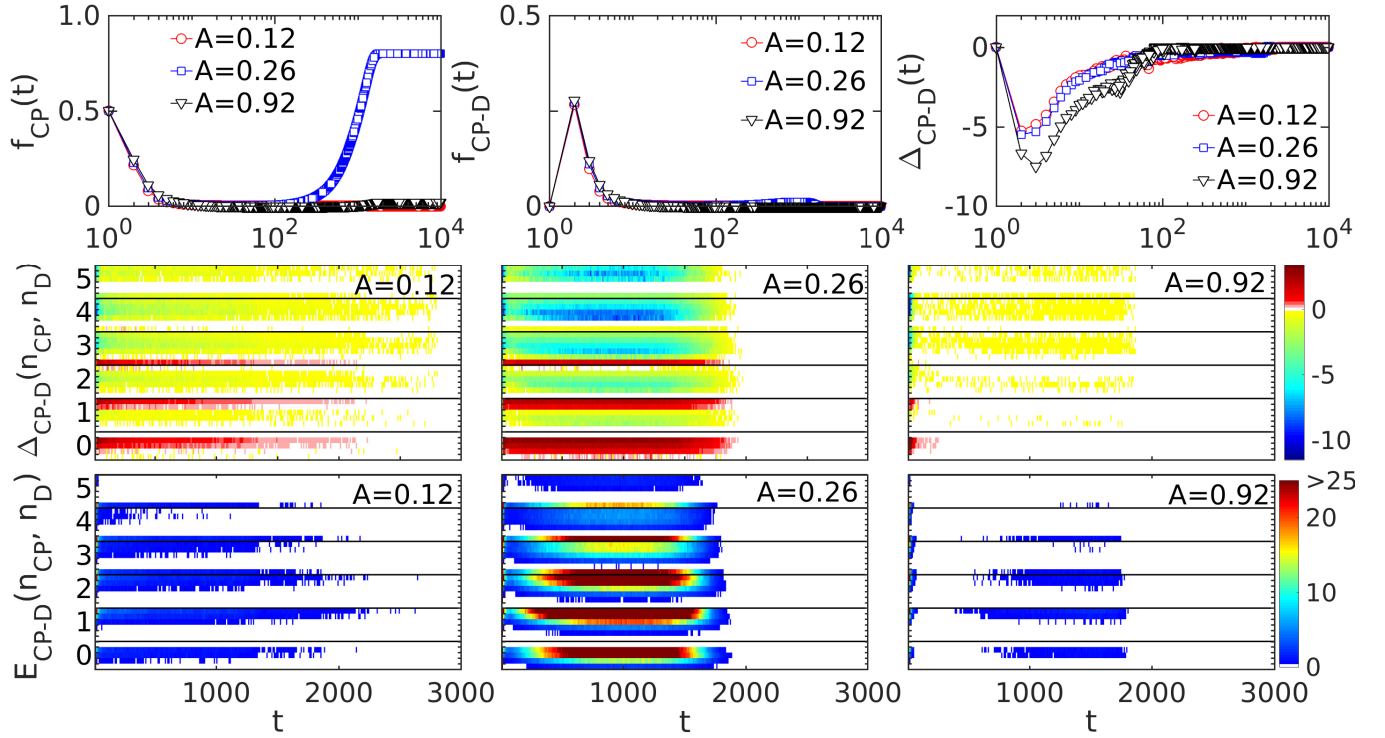 1.0
0.5
0
f_CP(t)
A=0.12
A=0.26
A=0.92
10^0 10^2 10^4
0.5
0
f_CP-D(t)
A=0.12
A=0.26
A=0.92
10^0 10^2 10^4
0
-5
-10
Δ_CP-D(t)
A=0.12
A=0.26
A=0.92
10^0 10^2 10^4
Δ_CP-D(n_CP, n_D)
5
4
3
2
1
0
A=0.12
A=0.26
A=0.92
0
-5
-10
E_CP-D(n_CP, n_D)
5
4
3
2
1
0
A=0.12
A=0.26
A=0.92
>25
20
10
0
1000 2000 3000
1000 2000 3000
1000 2000 3000
t
t
t